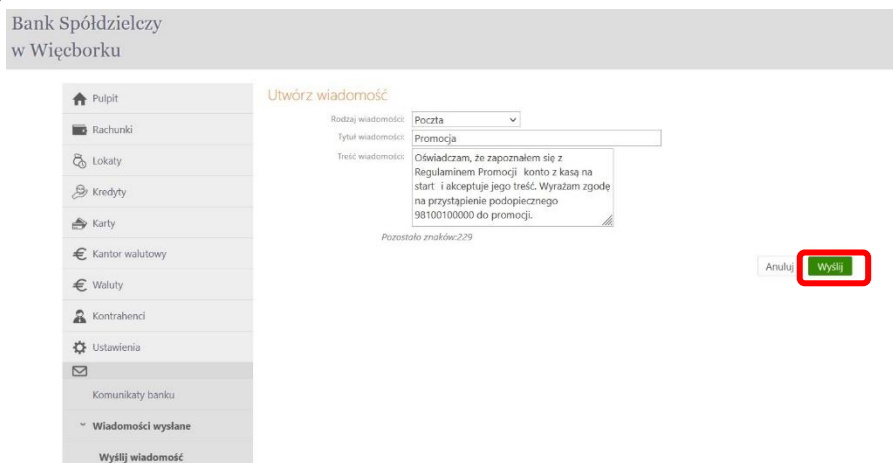 Bank Spółdzielczy
w Więcborku
Pulpit
Rachunki
Lokaty
Kredyty
Karty
Kantor walutowy
Waluty
Kontrahenci
Ustawienia
Komunikaty banku
Wiadomości wysłane
Wyślij wiadomość
Utwórz wiadomość
Rodzaj wiadomości: Poczta
Tytuł wiadomości: Promocja
Treść wiadomości: Oświadczam, że zapoznałem się z
Regulaminem Promocji konto z kasą na
start i akceptuje jego treść. Wyrażam zgodę
na przystąpienie podopiecznego
98100100000 do promocji.
Pozostało znaków:229
Anuluj Wyślij